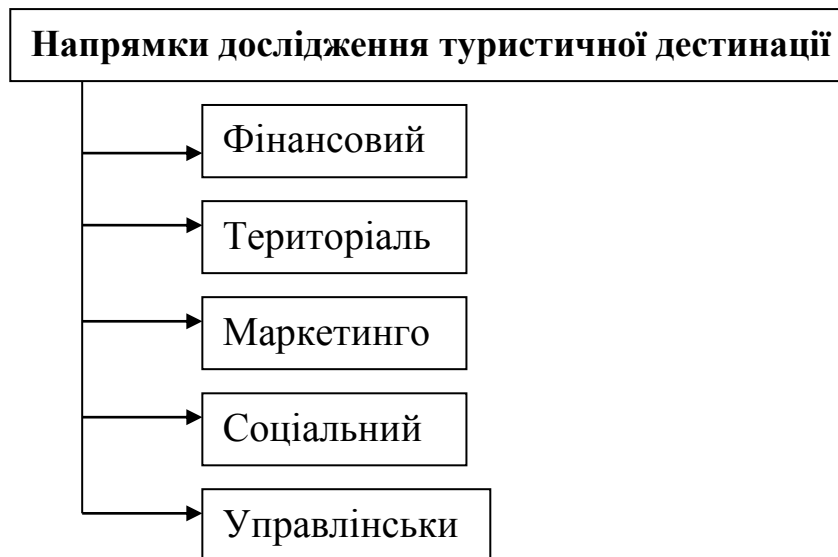 Напрямки дослідження туристичної дестинації
Фінансовий
Територіаль
Маркетинго
Соціальний
Управлінськи